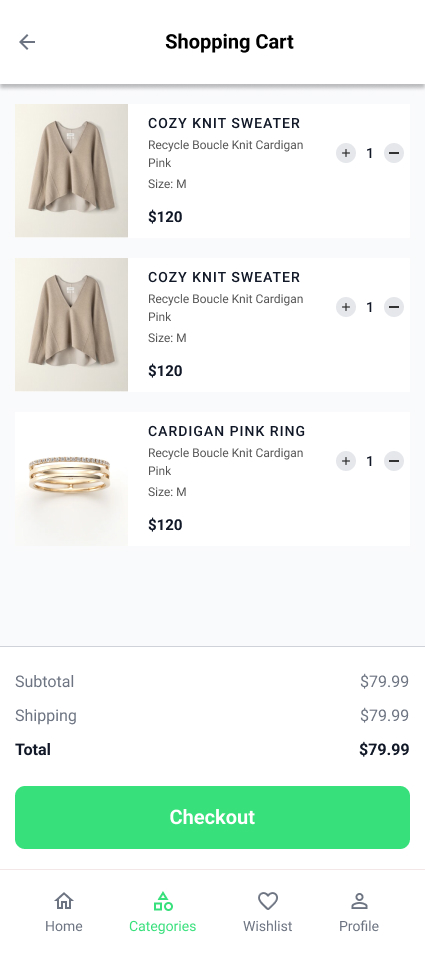 Shopping Cart
COZY KNIT SWEATER
Recycle Boucle Knit Cardigan
Pink
Size: M
$120
+ 1 −
COZY KNIT SWEATER
Recycle Boucle Knit Cardigan
Pink
Size: M
$120
+ 1 −
CARDIGAN PINK RING
Recycle Boucle Knit Cardigan
Pink
Size: M
$120
+ 1 −
Subtotal $79.99
Shipping $79.99
Total $79.99
Checkout
Home Categories Wishlist Profile